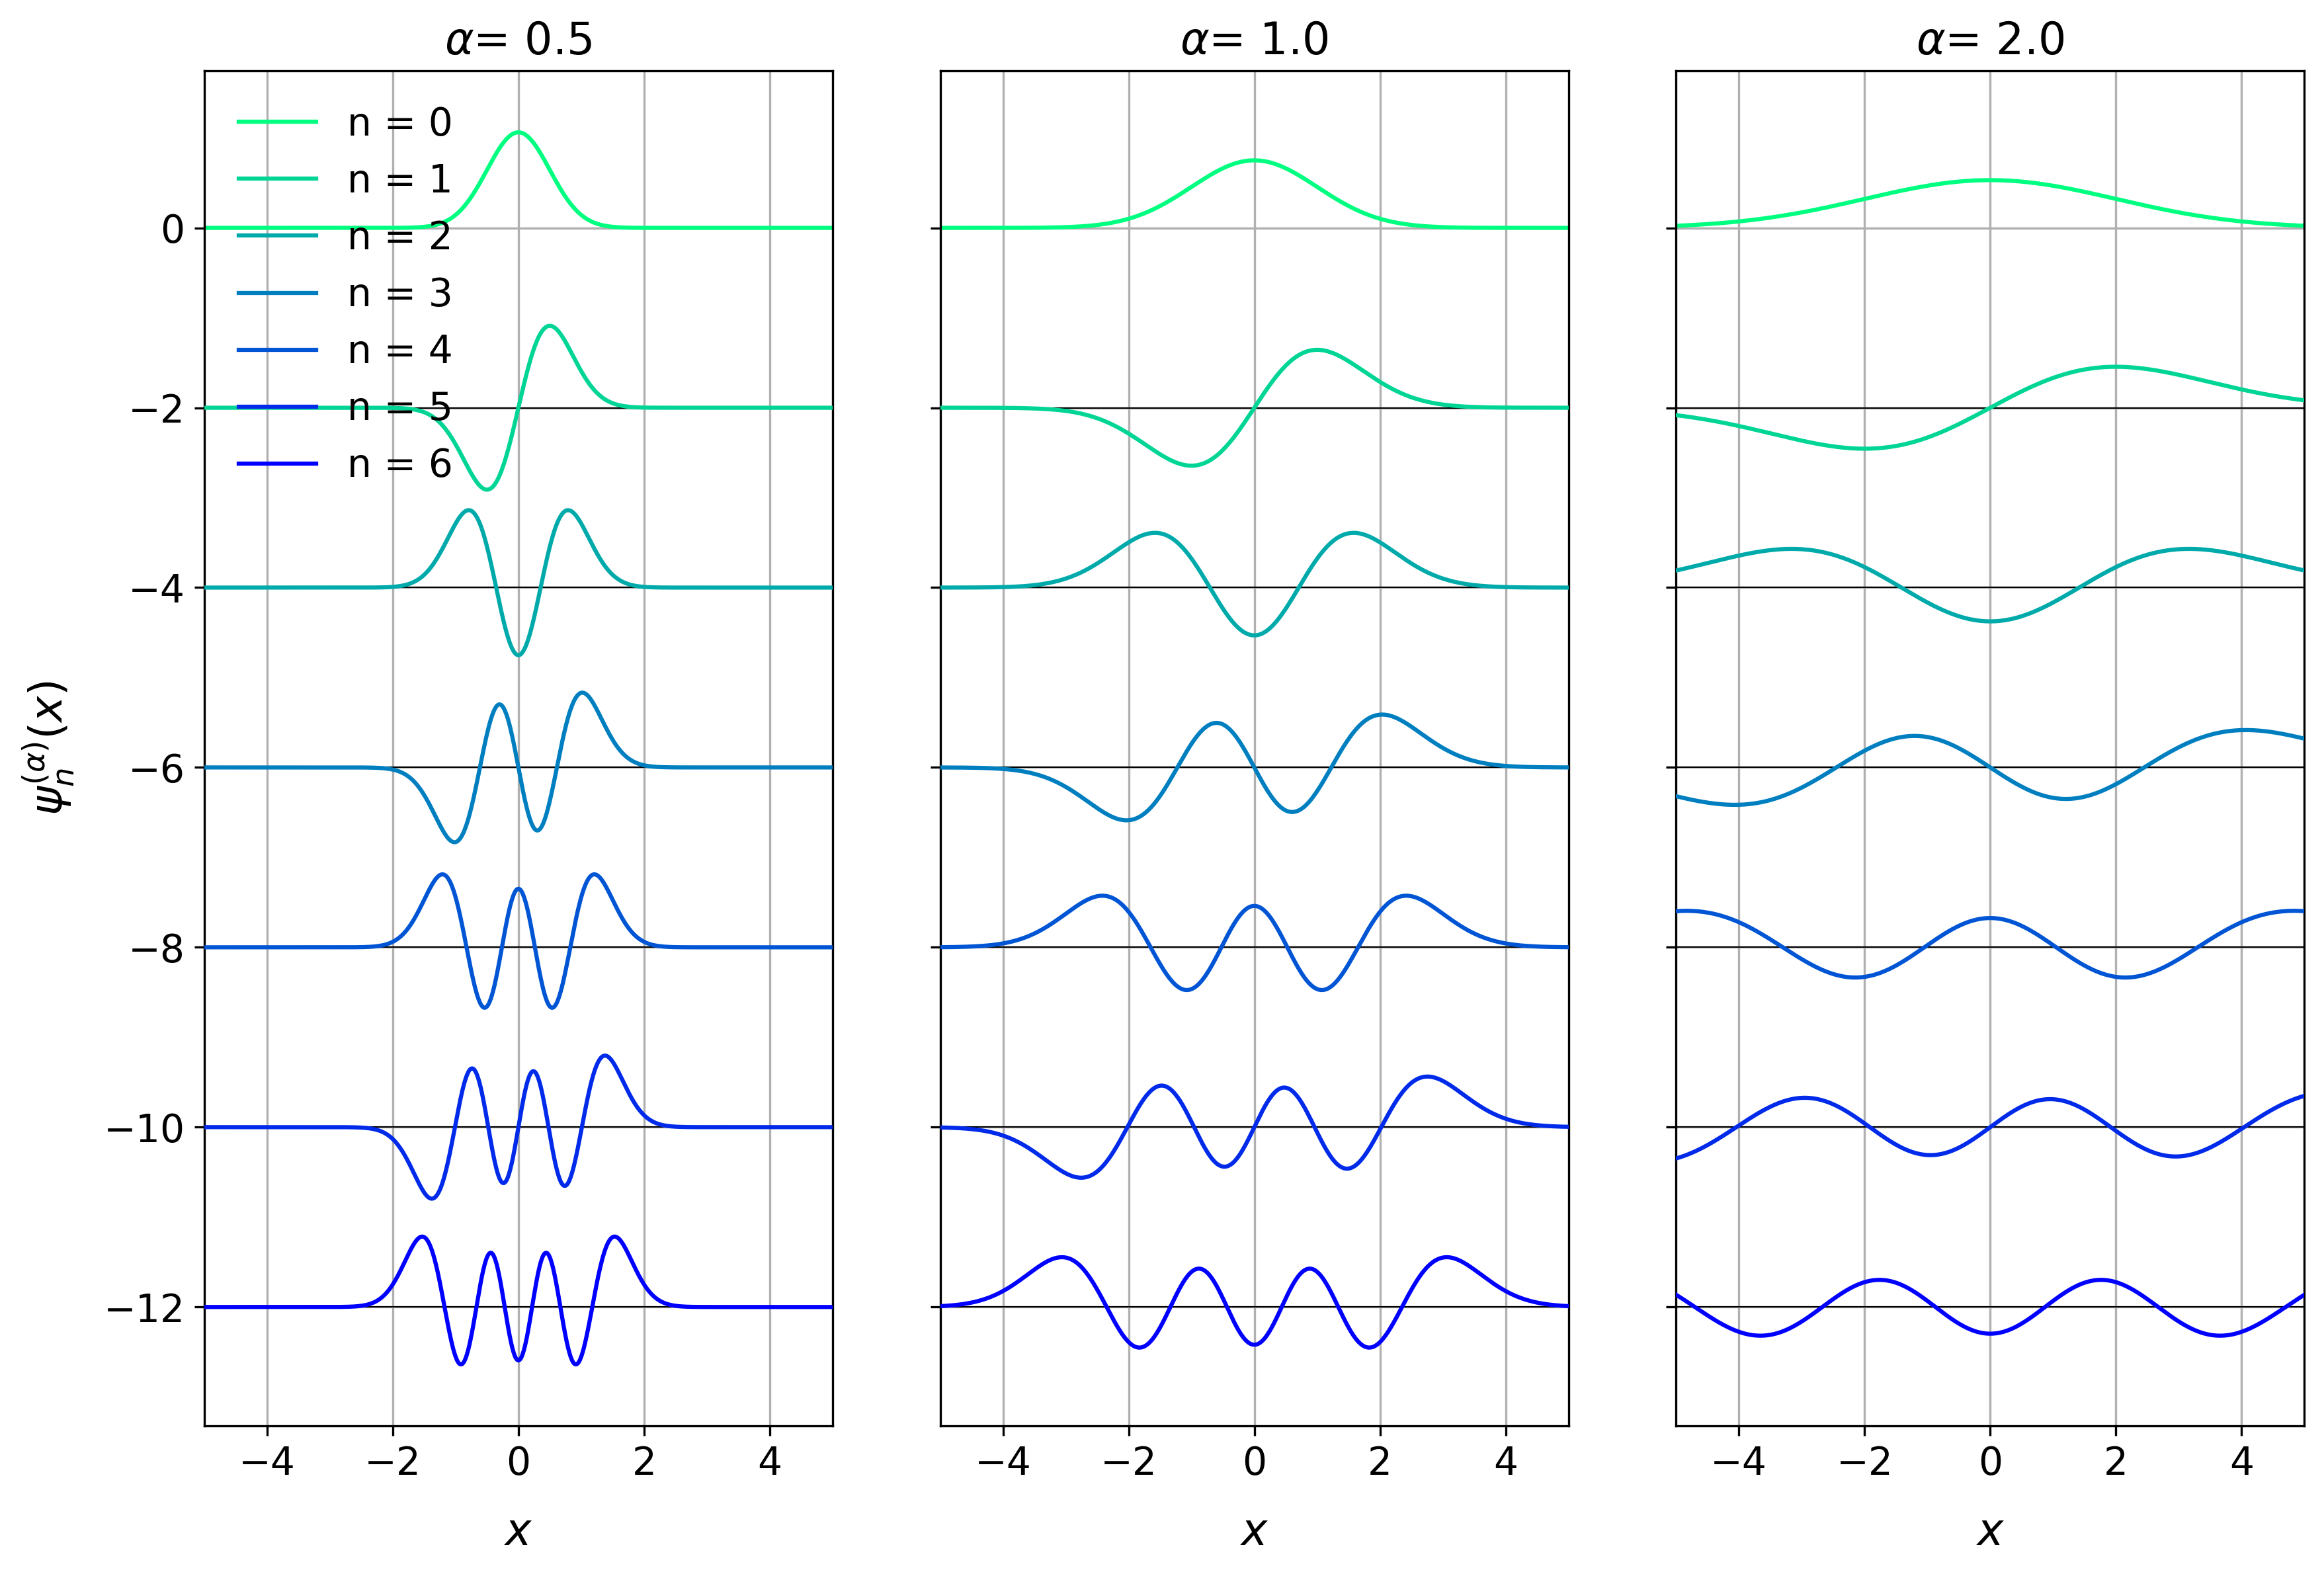 α= 0.5
α= 1.0
α= 2.0
n = 0
n = 1
n = 2
n = 3
n = 4
n = 5
n = 6
0
−2
−4
−6
−8
−10
−12
ψₙ⁽ᵅ⁾(x)
−4 −2 0 2 4
−4 −2 0 2 4
−4 −2 0 2 4
x
x
x